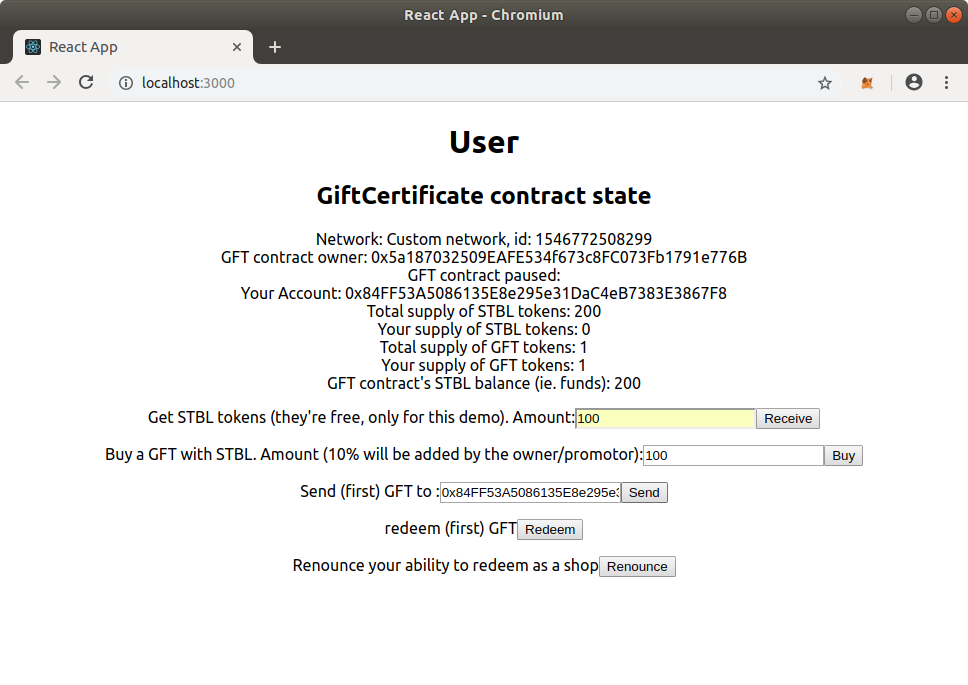 React App - Chromium
React App
localhost:3000
User
GiftCertificate contract state
Network: Custom network, id: 1546772508299
GFT contract owner: 0x5a187032509EAFE534f673c8FC073Fb1791e776B
GFT contract paused:
Your Account: 0x84FF53A5086135E8e295e31DaC4eB7383E3867F8
Total supply of STBL tokens: 200
Your supply of STBL tokens: 0
Total supply of GFT tokens: 1
Your supply of GFT tokens: 1
GFT contract's STBL balance (ie. funds): 200
Get STBL tokens (they're free, only for this demo). Amount: 100 Receive
Buy a GFT with STBL. Amount (10% will be added by the owner/promotor): 100 Buy
Send (first) GFT to : 0x84FF53A5086135E8e295e3 Send
redeem (first) GFT Redeem
Renounce your ability to redeem as a shop Renounce